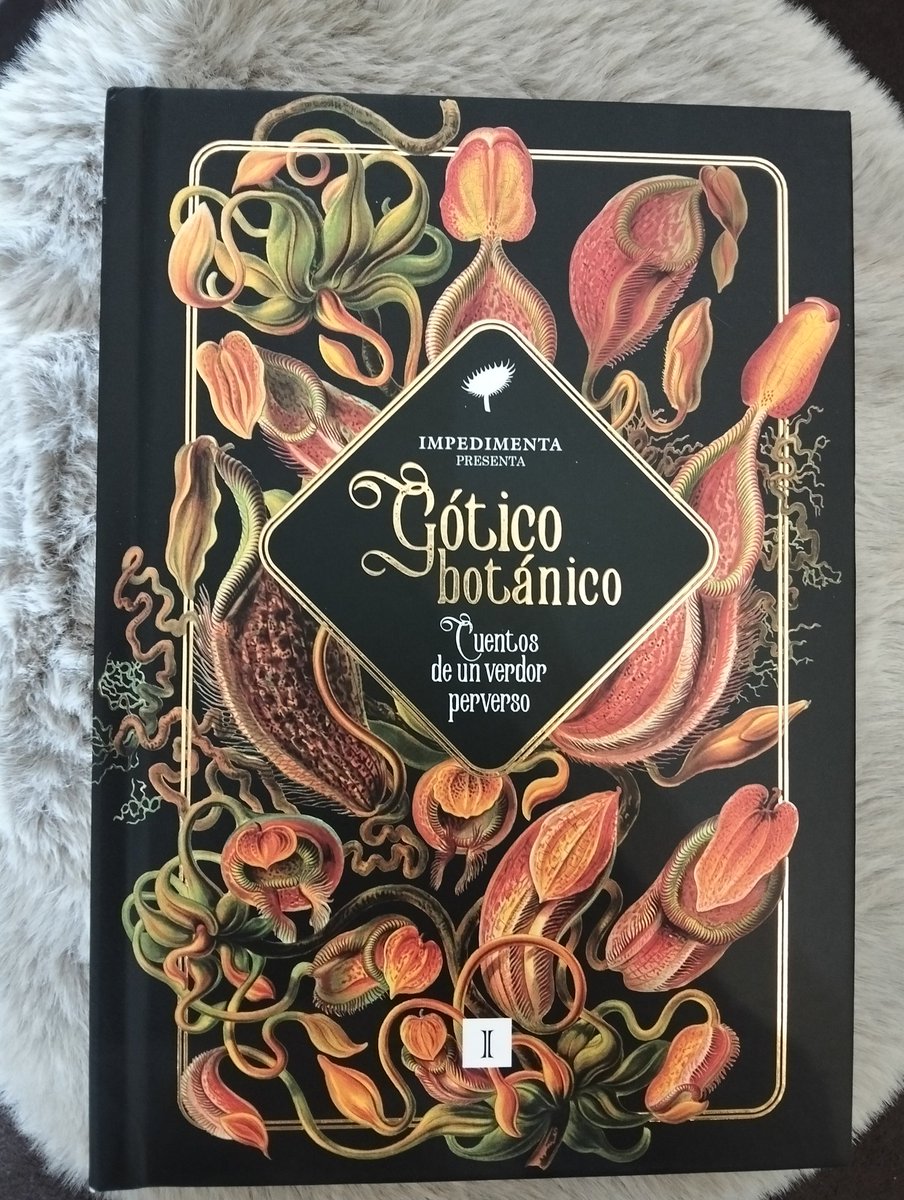 IMPEDIMENTA
PRESENTA
Gótico
botánico
Cuentos
de un verdor
perverso
I